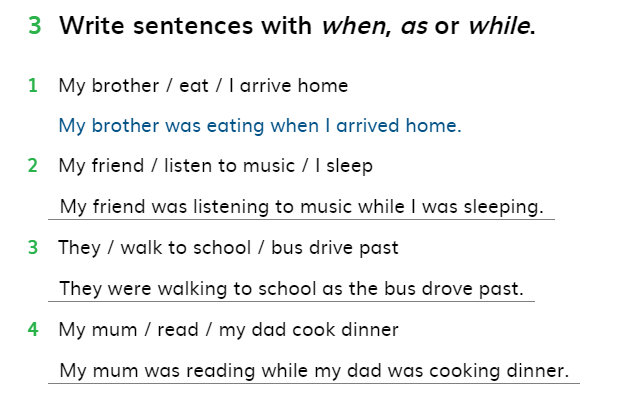 3 Write sentences with when, as or while.
1 My brother / eat / I arrive home
My brother was eating when I arrived home.
2 My friend / listen to music / I sleep
My friend was listening to music while I was sleeping.
3 They / walk to school / bus drive past
They were walking to school as the bus drove past.
4 My mum / read / my dad cook dinner
My mum was reading while my dad was cooking dinner.